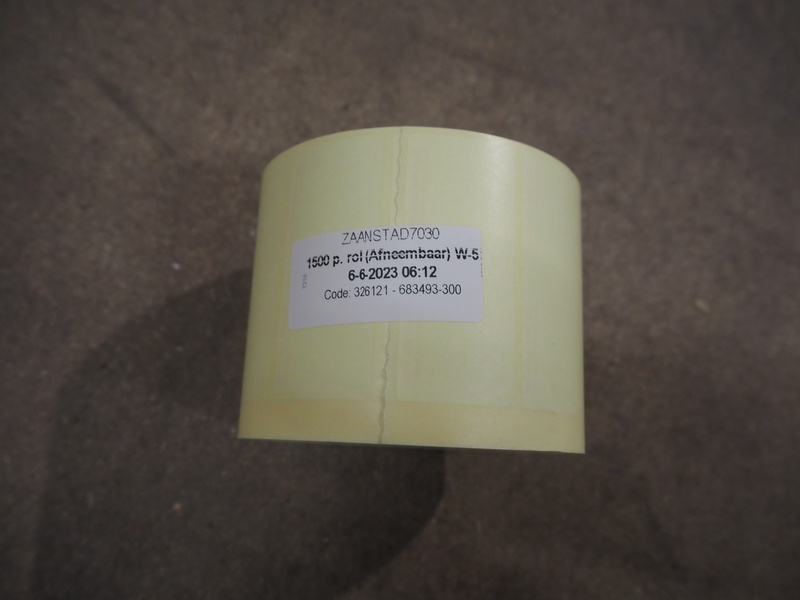 ZAANSTAD7030
1500 p. rol (Afneembaar) W-5
6-6-2023 06:12
Code: 326121 - 683493-300